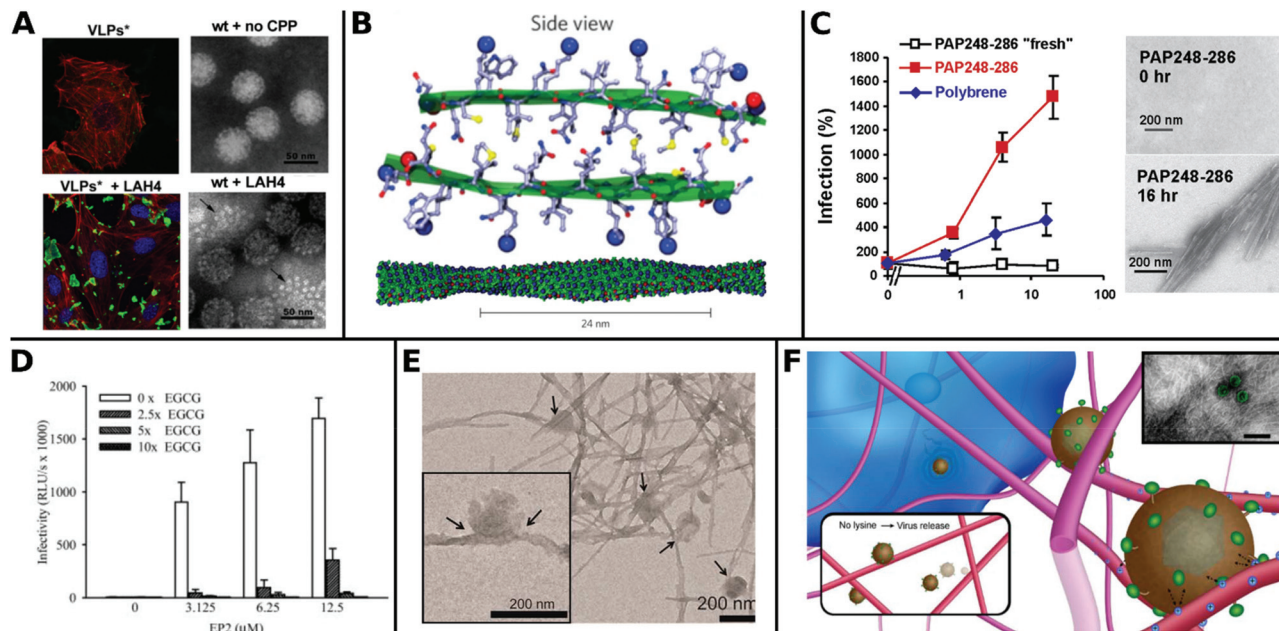 A
VLPs*
wt + no CPP
50 nm
VLPs* + LAH4
wt + LAH4
50 nm
B
Side view
24 nm
C
PAP248-286 "fresh"
PAP248-286
Polybrene
Infection (%)
1800
1600
1400
1200
1000
800
600
400
200
0
0
1
10
100
PAP248-286
0 hr
200 nm
PAP248-286
16 hr
200 nm
D
Infectivity (RLU/s x 1000)
2000
1500
1000
500
0
0 x EGCG
2.5x EGCG
5x EGCG
10x EGCG
0
3.125
6.25
12.5
EP2 (µM)
E
200 nm
200 nm
F
No lysine → Virus release